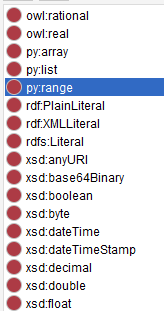 owl:rational
owl:real
py:array
py:list
py:range
rdf:PlainLiteral
rdf:XMLLiteral
rdfs:Literal
xsd:anyURI
xsd:base64Binary
xsd:boolean
xsd:byte
xsd:dateTime
xsd:dateTimeStamp
xsd:decimal
xsd:double
xsd:float